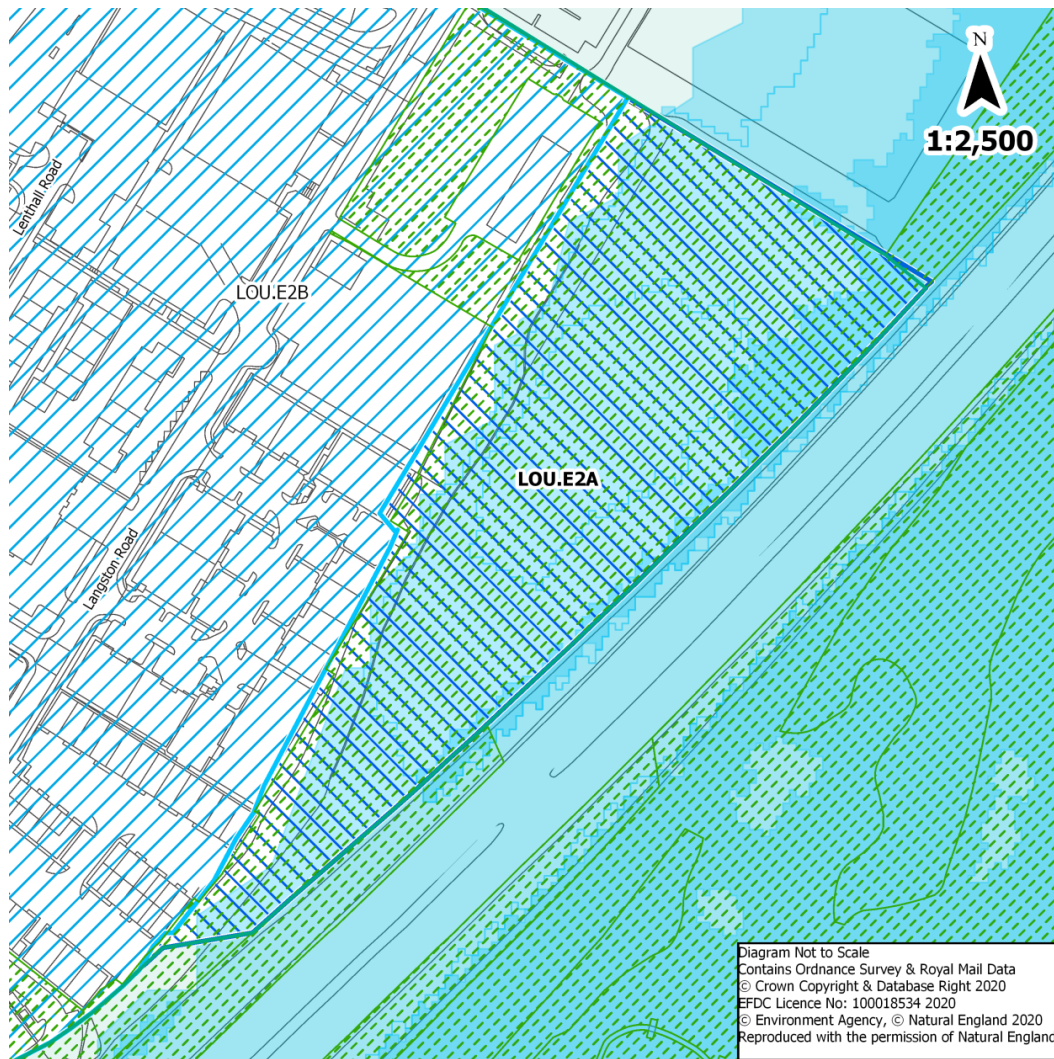 N
1:2,500
Lenthall Road
LOU.E2B
LOU.E2A
Langston Road
Diagram Not to Scale
Contains Ordnance Survey & Royal Mail Data
© Crown Copyright & Database Right 2020
EFDC Licence No: 100018534 2020
© Environment Agency, © Natural England 2020
Reproduced with the permission of Natural England